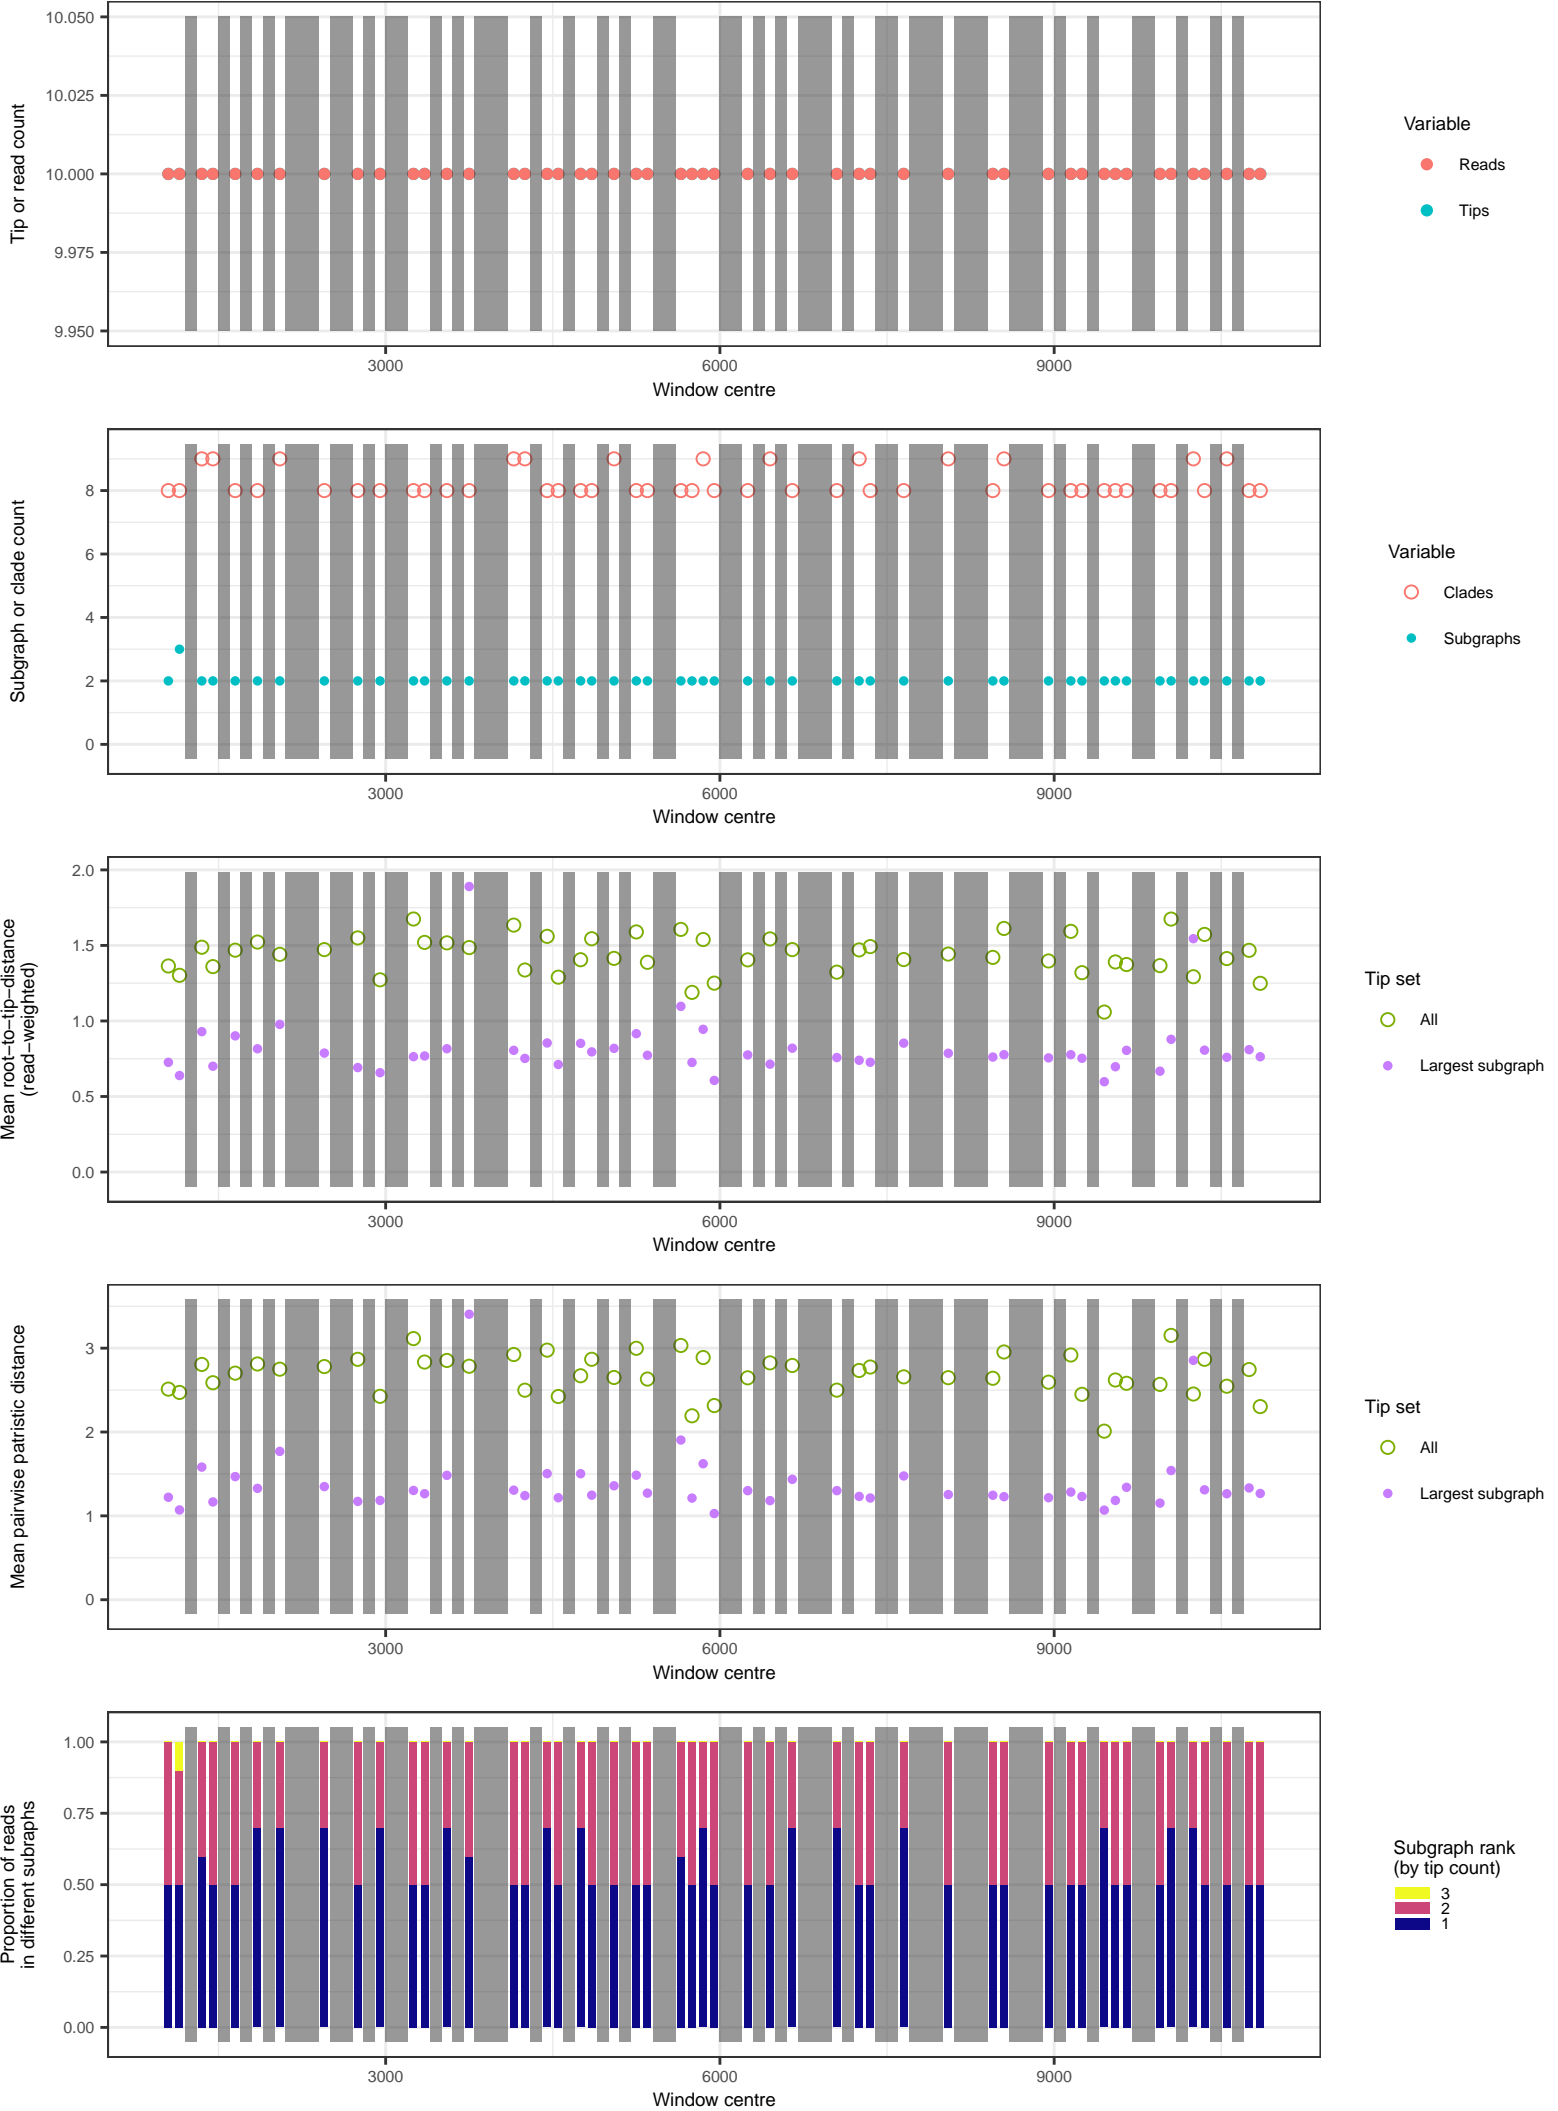 10.050
10.025
10.000
9.975
9.950
Tip or read count
3000 6000 9000
Window centre
Variable
Reads
Tips
8
6
4
2
0
Subgraph or clade count
3000 6000 9000
Window centre
Variable
Clades
Subgraphs
2.0
1.5
1.0
0.5
0.0
Mean root−to−tip−distance
(read−weighted)
3000 6000 9000
Window centre
Tip set
All
Largest subgraph
3
2
1
0
Mean pairwise patristic distance
3000 6000 9000
Window centre
Tip set
All
Largest subgraph
1.00
0.75
0.50
0.25
0.00
Proportion of reads
in different subraphs
3000 6000 9000
Window centre
Subgraph rank
(by tip count)
3
2
1